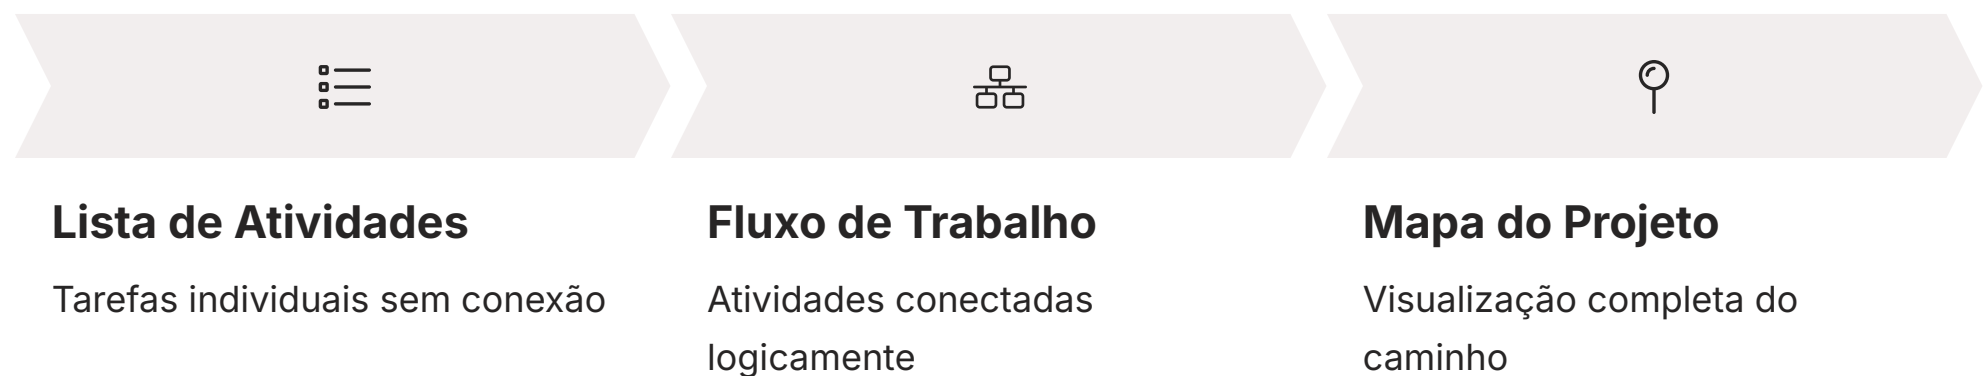 Lista de Atividades
Tarefas individuais sem conexão
Fluxo de Trabalho
Atividades conectadas
logicamente
Mapa do Projeto
Visualização completa do
caminho